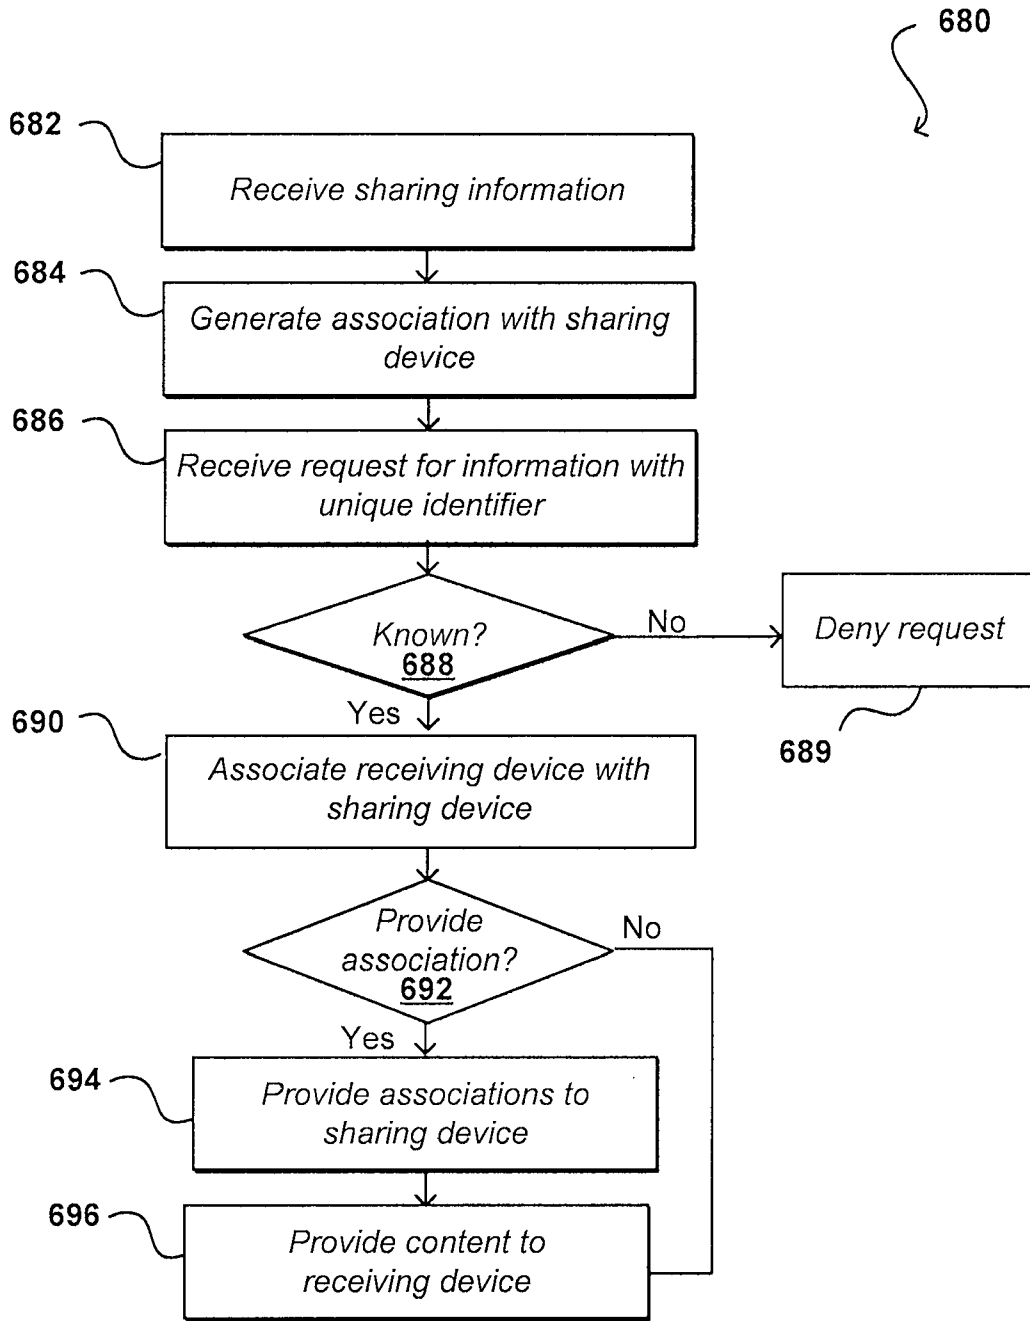 680
682
Receive sharing information
684
Generate association with sharing
device
686
Receive request for information with
unique identifier
Known?
688
No
Deny request
689
Yes
690
Associate receiving device with
sharing device
Provide
association?
692
No
Yes
694
Provide associations to
sharing device
696
Provide content to
receiving device